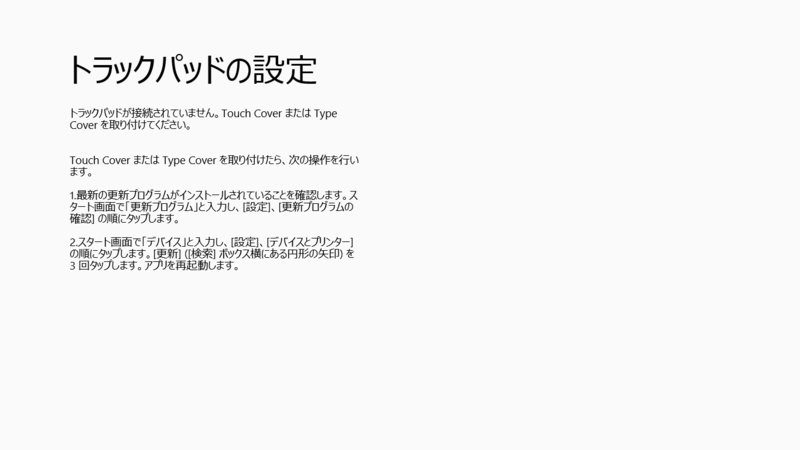 トラックパッドの設定
トラックパッドが接続されていません。Touch Cover または Type
Cover を取り付けてください。
Touch Cover または Type Cover を取り付けたら、次の操作を行い
ます。
1.最新の更新プログラムがインストールされていることを確認します。ス
タート画面で「更新プログラム」と入力し、[設定]、[更新プログラムの
確認] の順にタップします。
2.スタート画面で「デバイス」と入力し、[設定]、[デバイスとプリンター]
の順にタップします。[更新] ([検索] ボックス横にある円形の矢印) を
3 回タップします。アプリを再起動します。